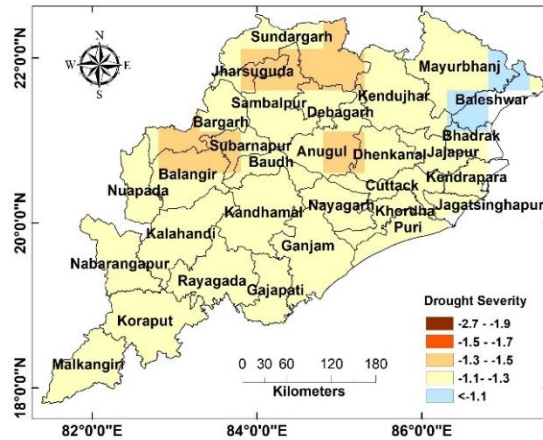 N
W E
S
22°0'0"N
20°0'0"N
18°0'0"N
82°0'0"E 84°0'0"E 86°0'0"E
Sundargarh
Mayurbhanj
Jharsuguda
Kendujhar
Baleshwar
Sambalpur
Debagarh
Bargarh
Bhadrak
Subarnapur
Anugul
Dhenkanal
Jajapur
Baudh
Balangir
Kendrapara
Nuapada
Cuttack
Jagatsinghapur
Kandhamal
Nayagarh
Khordha
Puri
Kalahandi
Ganjam
Nabarangapur
Rayagada
Gajapati
Koraput
Malkangiri
Drought Severity
-2.7 - -1.9
-1.5 - -1.7
-1.3 - -1.5
-1.1- -1.3
<-1.1
0 30 60 120 180
Kilometers